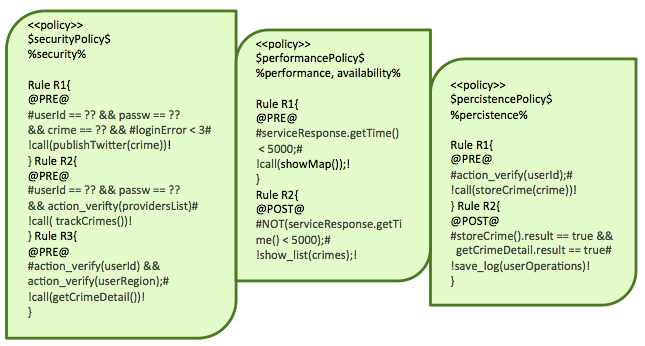 <<policy>>
$securityPolicy$
%security%
Rule R1{
@PRE@
#userId == ?? && passw == ??
&& crime == ?? && #loginError < 3#
!call(publishTwitter(crime))!
} Rule R2{
@PRE@
#userId == ?? && passw == ??
&& action_verifty(providersList)#
!call( trackCrimes())!
} Rule R3{
@PRE@
#action_verify(userId) &&
action_verify(userRegion);#
!call(getCrimeDetail())!
}
<<policy>>
$performancePolicy$
%performance, availability%
Rule R1{
@PRE@
#serviceResponse.getTime()
< 5000;#
!call(showMap());!
}
Rule R2{
@POST@
#NOT(serviceResponse.getTi
me() < 5000);#
!show_list(crimes);!
}
<<policy>>
$percistencePolicy$
%percistence%
Rule R1{
@PRE@
#action_verify(userId);#
!call(storeCrime(crime))!
} Rule R2{
@POST@
#storeCrime().result == true &&
getCrimeDetail.result == true#
!save_log(userOperations)!
}